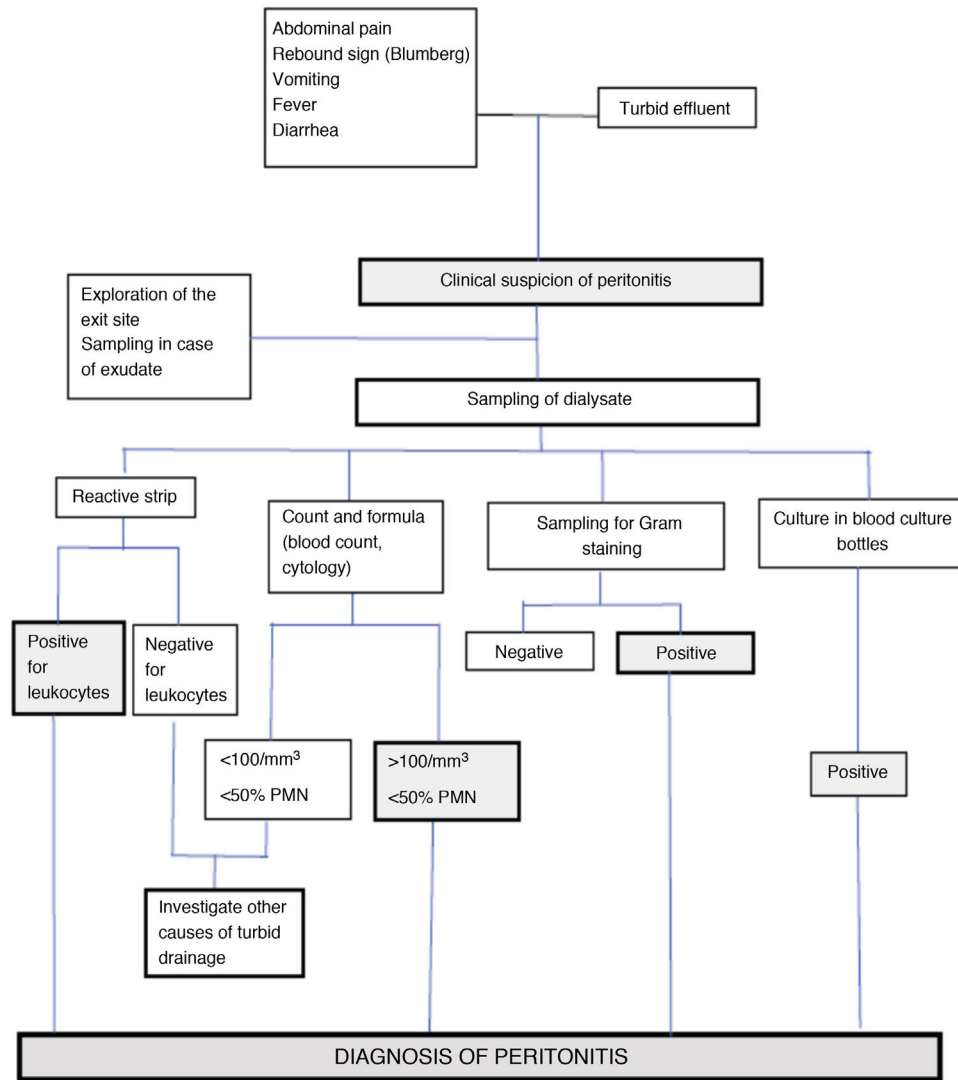 Abdominal pain
Rebound sign (Blumberg)
Vomiting
Fever
Diarrhea
Turbid effluent
Clinical suspicion of peritonitis
Exploration of the
exit site
Sampling in case
of exudate
Sampling of dialysate
Reactive strip
Count and formula
(blood count,
cytology)
Sampling for Gram
staining
Culture in blood culture
bottles
Positive
for
leukocytes
Negative
for
leukocytes
Negative
Positive
<100/mm³
<50% PMN
>100/mm³
<50% PMN
Positive
Investigate other
causes of turbid
drainage
DIAGNOSIS OF PERITONITIS